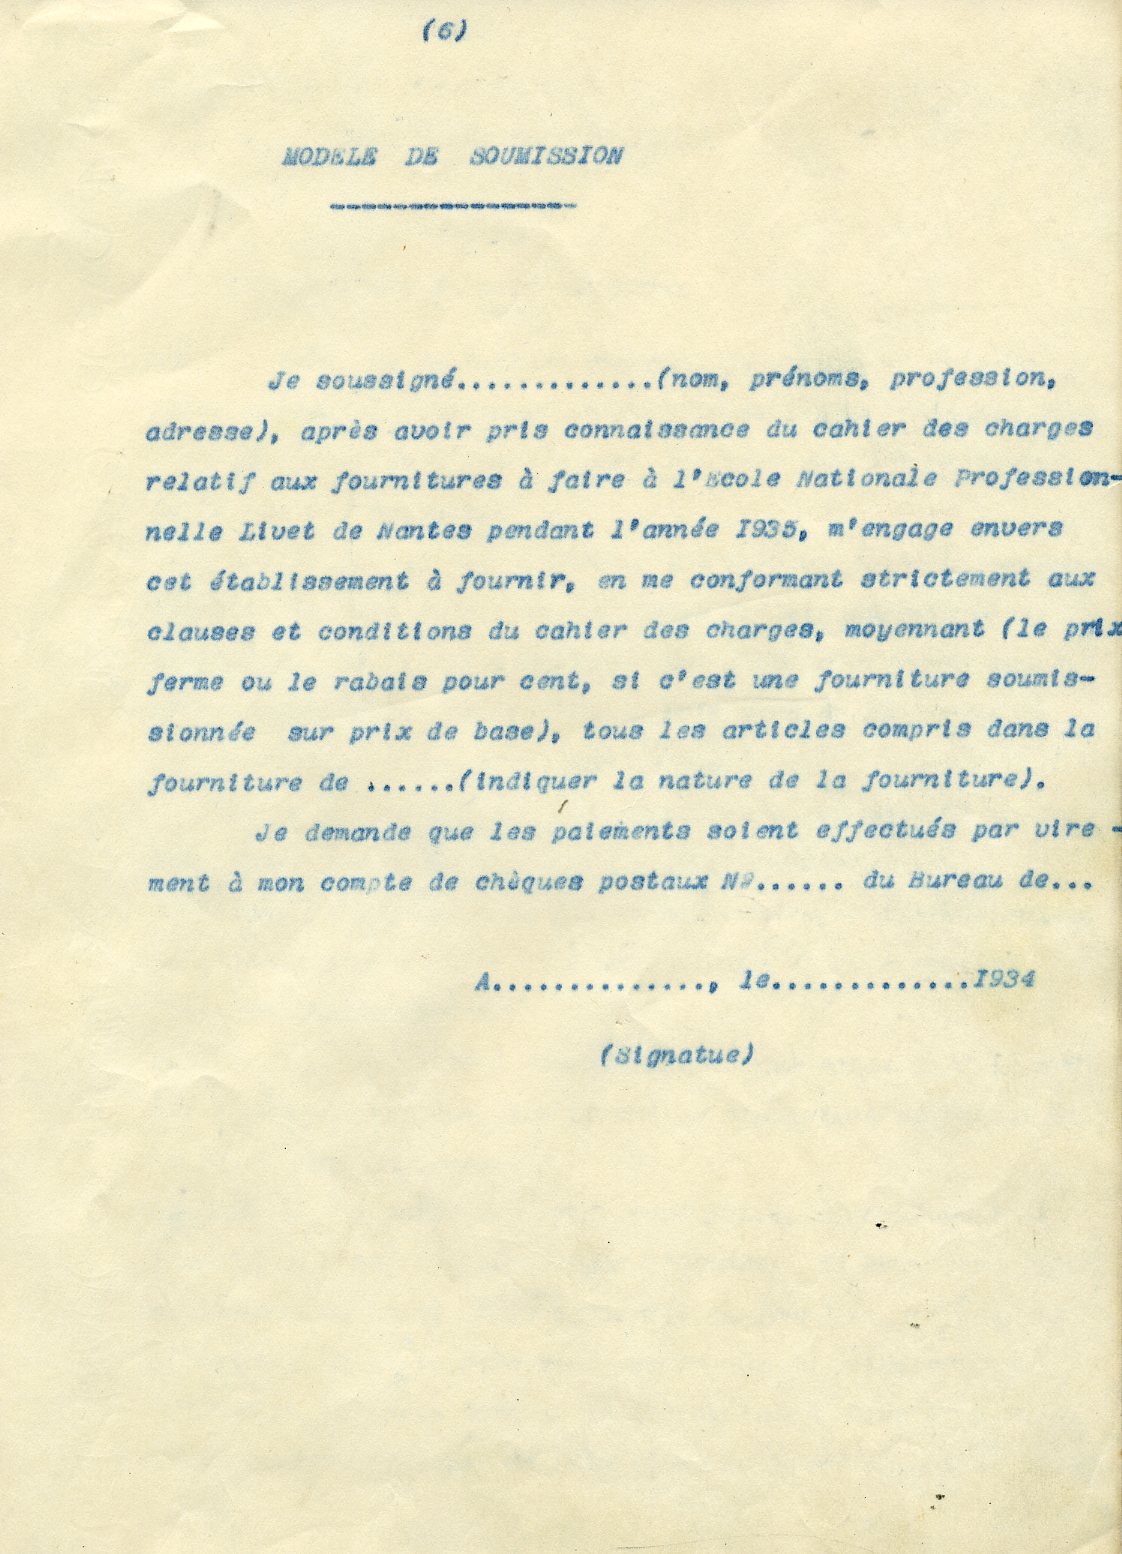 (6)
MODELE DE SOUMISSION
Je soussigné.............(nom, prénoms, profession,
adresse), après avoir pris connaissance du cahier des charges
relatif aux fournitures à faire à l'Ecole Nationale Profession-
nelle Livet de Nantes pendant l'année I935, m'engage envers
cet établissement à fournir, en me conformant strictement aux
clauses et conditions du cahier des charges, moyennant (le prix
ferme ou le rabais pour cent, si c'est une fourniture soumis-
sionnée sur prix de base), tous les articles compris dans la
fourniture de ......(indiquer la nature de la fourniture).
Je demande que les paiements soient effectués par vire -
ment à mon compte de chèques postaux Nº...... du Bureau de...
A.............., le.............I934
(Signatue)